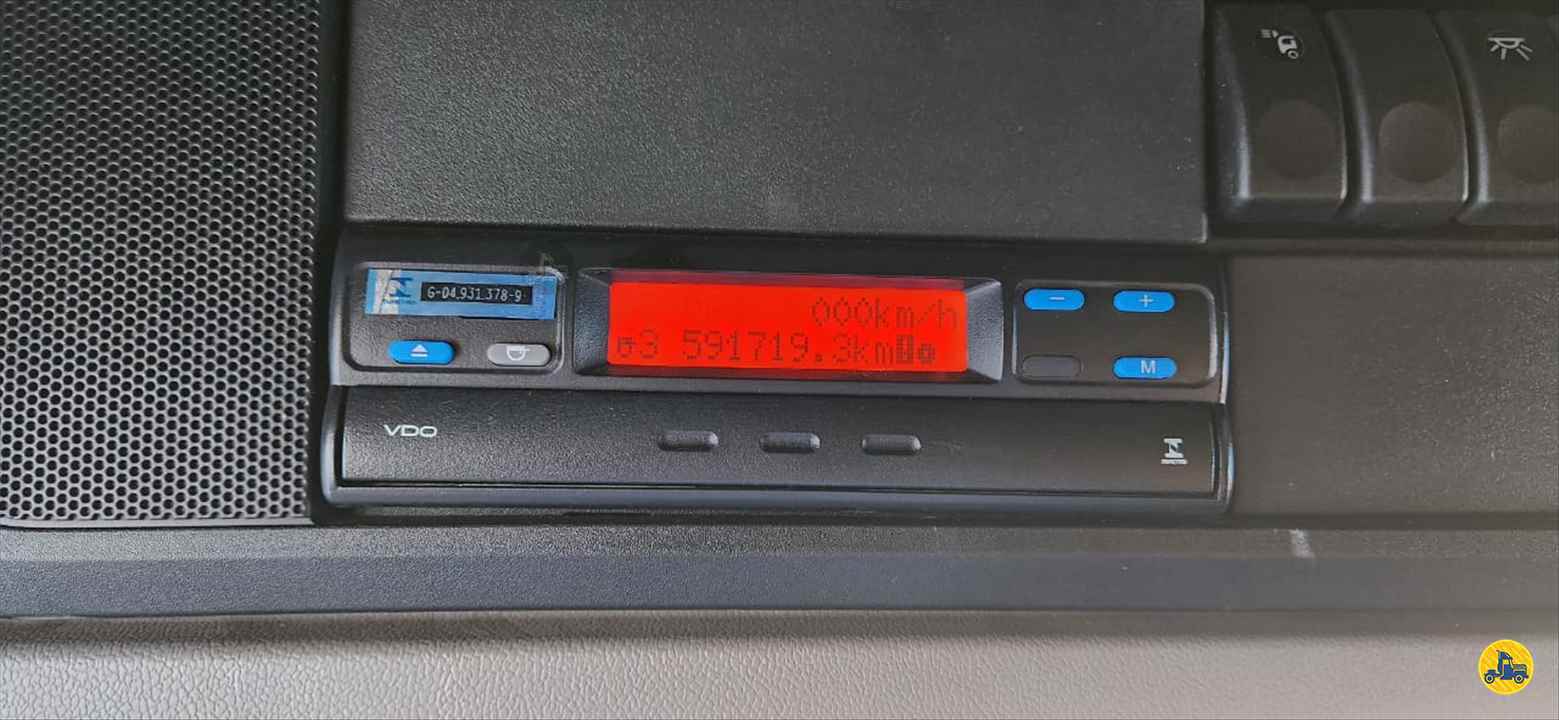 G-04.931.378-9
000km/h
3 591719.3km
− +
M
VDO